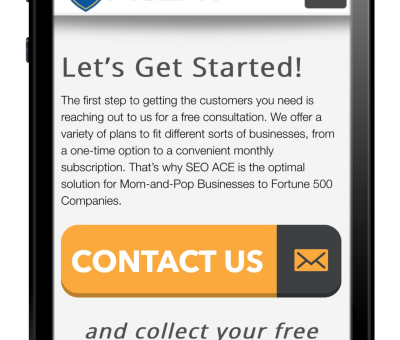 Let's Get Started!
The first step to getting the customers you need is
reaching out to us for a free consultation. We offer a
variety of plans to fit different sorts of businesses, from
a one-time option to a convenient monthly
subscription. That's why SEO ACE is the optimal
solution for Mom-and-Pop Businesses to Fortune 500
Companies.
CONTACT US
and collect your free